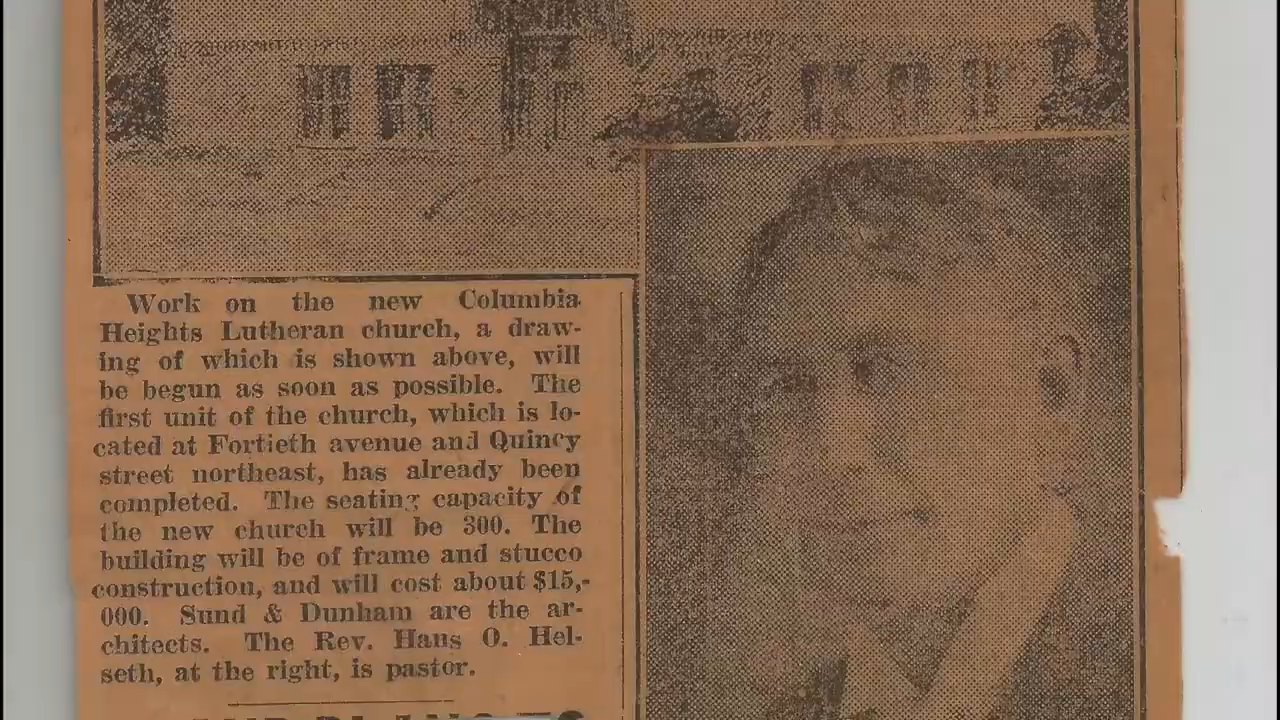 Work on the new Columbia
Heights Lutheran church, a draw-
ing of which is shown above, will
be begun as soon as possible. The
first unit of the church, which is lo-
cated at Fortieth avenue and Quincy
street northeast, has already been
completed. The seating capacity of
the new church will be 300. The
building will be of frame and stucco
construction, and will cost about $15,-
000. Sund & Dunham are the ar-
chitects. The Rev. Hans O. Hel-
seth, at the right, is pastor.